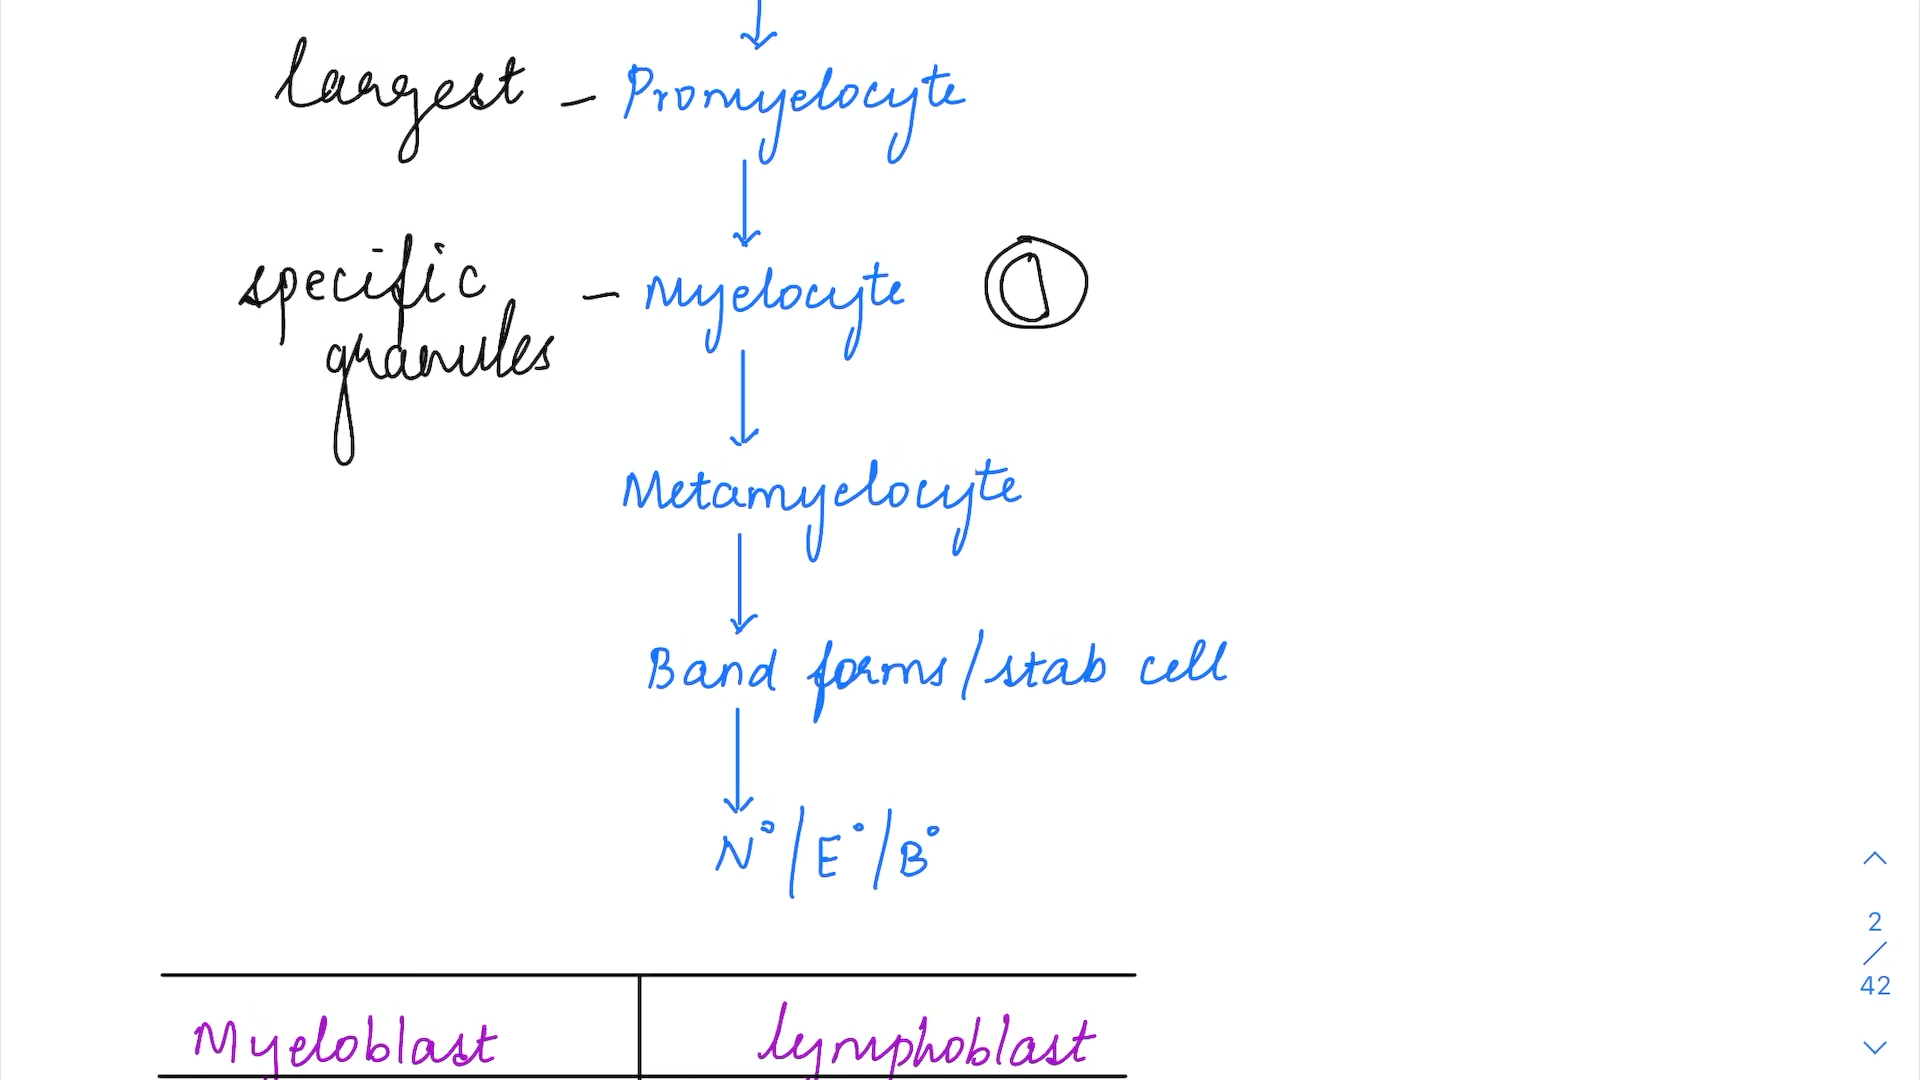 largest - Promyelocyte
specific - Myelocyte
granules
Metamyelocyte
Band forms/stab cell
N°/E°/B°
2
/
42
Myeloblast lymphoblast